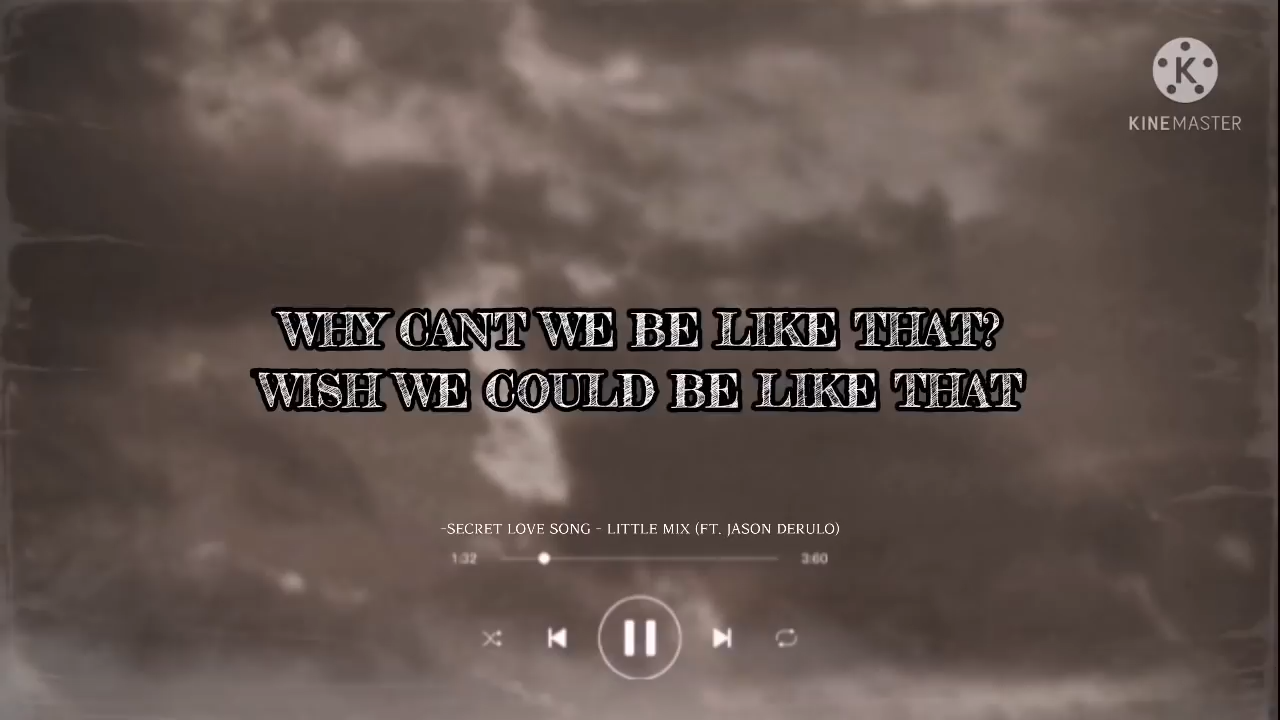 K
KINEMASTER
WHY CAN'T WE BE LIKE THAT?
WISH WE COULD BE LIKE THAT
-SECRET LOVE SONG - LITTLE MIX (FT. JASON DERULO)
1:32 3:60